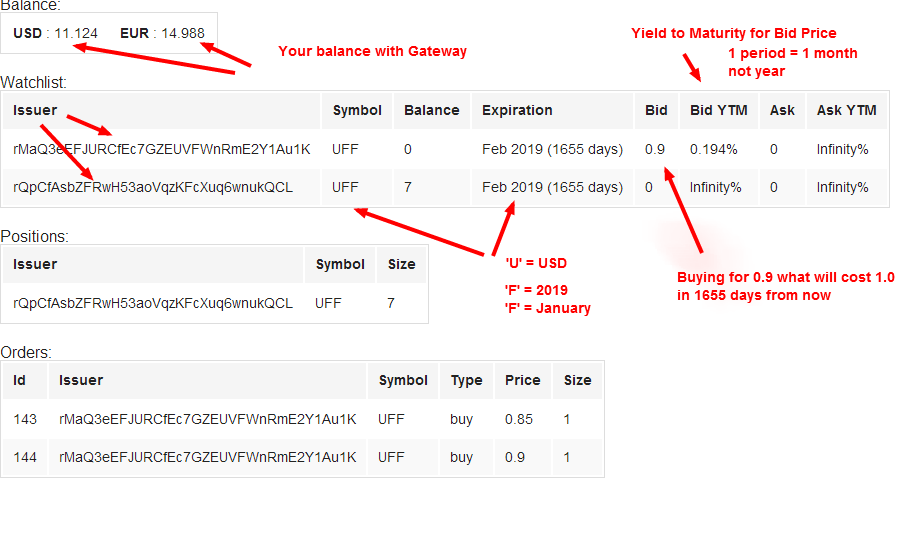 Balance:
USD : 11.124 EUR : 14.988
Your balance with Gateway
Yield to Maturity for Bid Price
1 period = 1 month
not year
Watchlist:
Issuer Symbol Balance Expiration Bid Bid YTM Ask Ask YTM
rMaQ3eEFJURCfEc7GZEUVFWnRmE2Y1Au1K UFF 0 Feb 2019 (1655 days) 0.9 0.194% 0 Infinity%
rQpCfAsbZFRwH53aoVqzKFcXuq6wnukQCL UFF 7 Feb 2019 (1655 days) 0 Infinity% 0 Infinity%
Positions:
Issuer Symbol Size
rQpCfAsbZFRwH53aoVqzKFcXuq6wnukQCL UFF 7
'U' = USD
'F' = 2019
'F' = January
Buying for 0.9 what will cost 1.0
in 1655 days from now
Orders:
Id Issuer Symbol Type Price Size
143 rMaQ3eEFJURCfEc7GZEUVFWnRmE2Y1Au1K UFF buy 0.85 1
144 rMaQ3eEFJURCfEc7GZEUVFWnRmE2Y1Au1K UFF buy 0.9 1